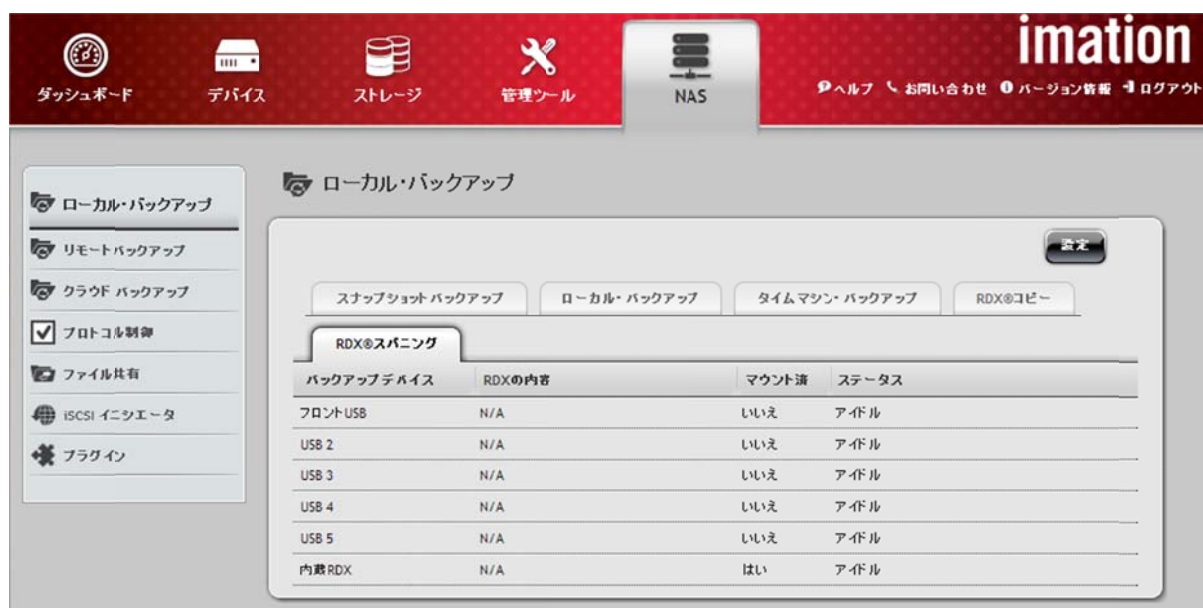 imation
ダッシュボード デバイス ストレージ 管理ツール NAS
ヘルプ お問い合わせ バージョン情報 ログアウト
ローカル・バックアップ
リモートバックアップ
クラウド バックアップ
プロトコル制御
ファイル共有
iSCSI イニシエータ
プラグイン
ローカル・バックアップ
設定
スナップショット バックアップ ローカル・バックアップ タイムマシン・バックアップ RDX®コピー
RDX®スパニング
バックアップデバイス RDXの内容 マウント済 ステータス
フロントUSB N/A いいえ アイドル
USB 2 N/A いいえ アイドル
USB 3 N/A いいえ アイドル
USB 4 N/A いいえ アイドル
USB 5 N/A いいえ アイドル
内蔵RDX N/A はい アイドル